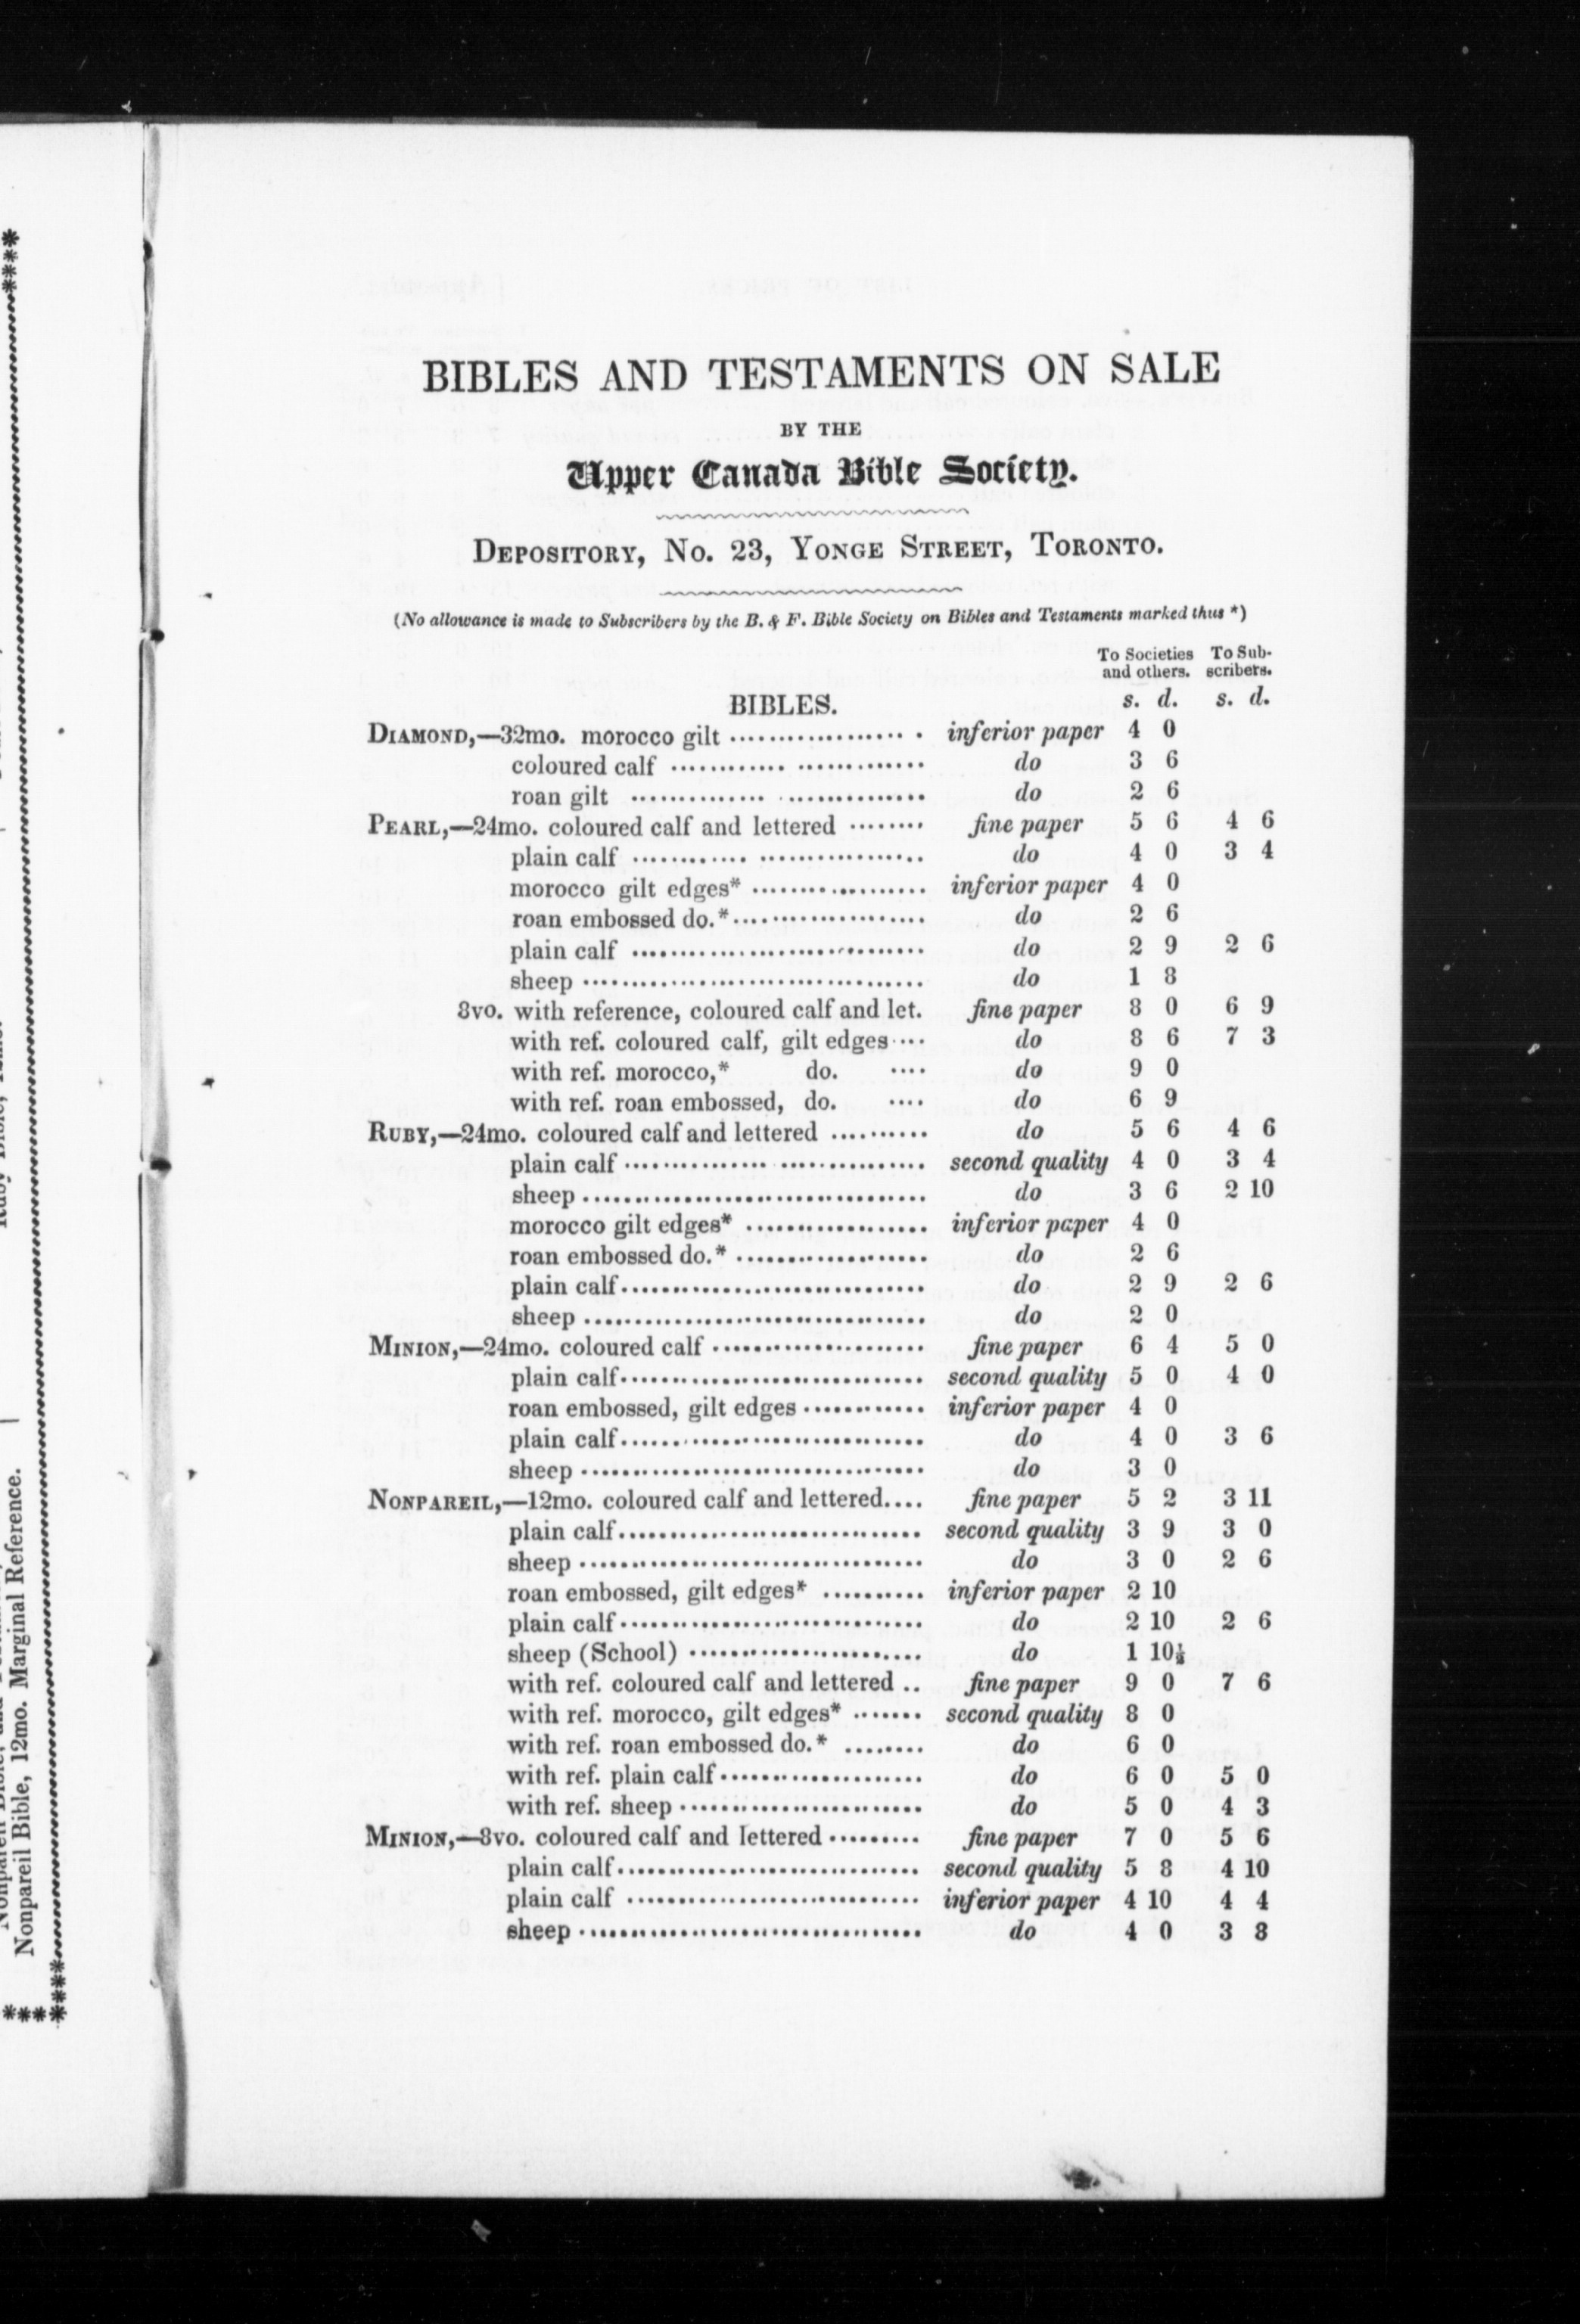 BIBLES AND TESTAMENTS ON SALE
BY THE
Upper Canada Bible Society.
DEPOSITORY, No. 23, YONGE STREET, TORONTO.
(No allowance is made to Subscribers by the B. & F. Bible Society on Bibles and Testaments marked thus *)
To Societies To Sub-
and others. scribers.
BIBLES. s. d. s. d.
DIAMOND,—32mo. morocco gilt .................. . inferior paper 4 0
coloured calf ............ ............. do 3 6
roan gilt .............. ............... do 2 6
PEARL,—24mo. coloured calf and lettered ........ fine paper 5 6 4 6
plain calf ............ ................. do 4 0 3 4
morocco gilt edges* .................. inferior paper 4 0
roan embossed do.* .................... do 2 6
plain calf .............................. do 2 9 2 6
sheep .................................. do 1 8
8vo. with reference, coloured calf and let. fine paper 8 0 6 9
with ref. coloured calf, gilt edges .... do 8 6 7 3
with ref. morocco,* do. .... do 9 0
with ref. roan embossed, do. .... do 6 9
RUBY,—24mo. coloured calf and lettered .......... do 5 6 4 6
plain calf ............... ............... second quality 4 0 3 4
sheep .................................. do 3 6 2 10
morocco gilt edges* .................. inferior paper 4 0
roan embossed do.* ................... do 2 6
plain calf .............................. do 2 9 2 6
sheep .................................. do 2 0
MINION,—24mo. coloured calf ..................... fine paper 6 4 5 0
plain calf .............................. second quality 5 0 4 0
roan embossed, gilt edges ............ inferior paper 4 0
plain calf .............................. do 4 0 3 6
sheep .................................. do 3 0
NONPAREIL,—12mo. coloured calf and lettered.... fine paper 5 2 3 11
plain calf .............................. second quality 3 9 3 0
sheep .................................. do 3 0 2 6
roan embossed, gilt edges* .......... inferior paper 2 10
plain calf .............................. do 2 10 2 6
sheep (School) ....................... do 1 10½
with ref. coloured calf and lettered .. fine paper 9 0 7 6
with ref. morocco, gilt edges* ....... second quality 8 0
with ref. roan embossed do.* ........ do 6 0
with ref. plain calf .................... do 6 0 5 0
with ref. sheep ........................ do 5 0 4 3
MINION,—8vo. coloured calf and lettered ......... fine paper 7 0 5 6
plain calf .............................. second quality 5 8 4 10
plain calf ............................. inferior paper 4 10 4 4
sheep .................................. do 4 0 3 8
Nonpareil Bible, 12mo. Marginal Reference.